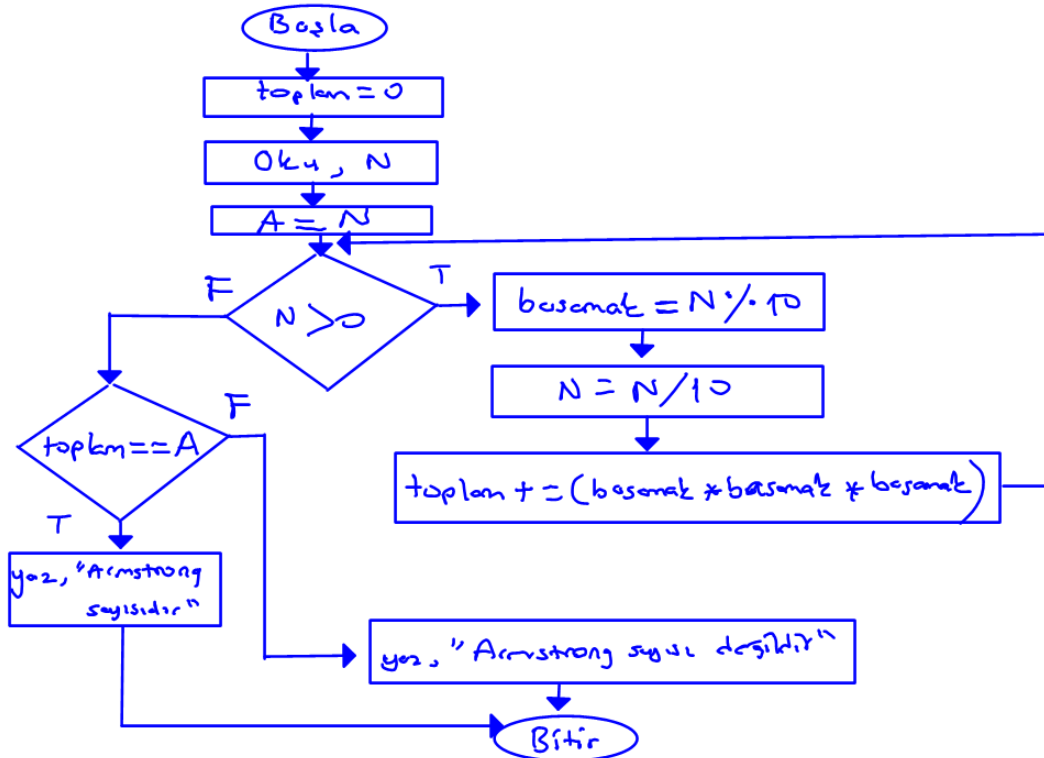 Başla
toplam = 0
Oku, N
A = N
N > 0
F
T
basamak = N % 10
N = N / 10
toplam += (basamak * basamak * basamak)
toplam == A
F
T
yaz, "Armstrong
sayısıdır"
yaz, "Armstrong sayısı değildir"
Bitir